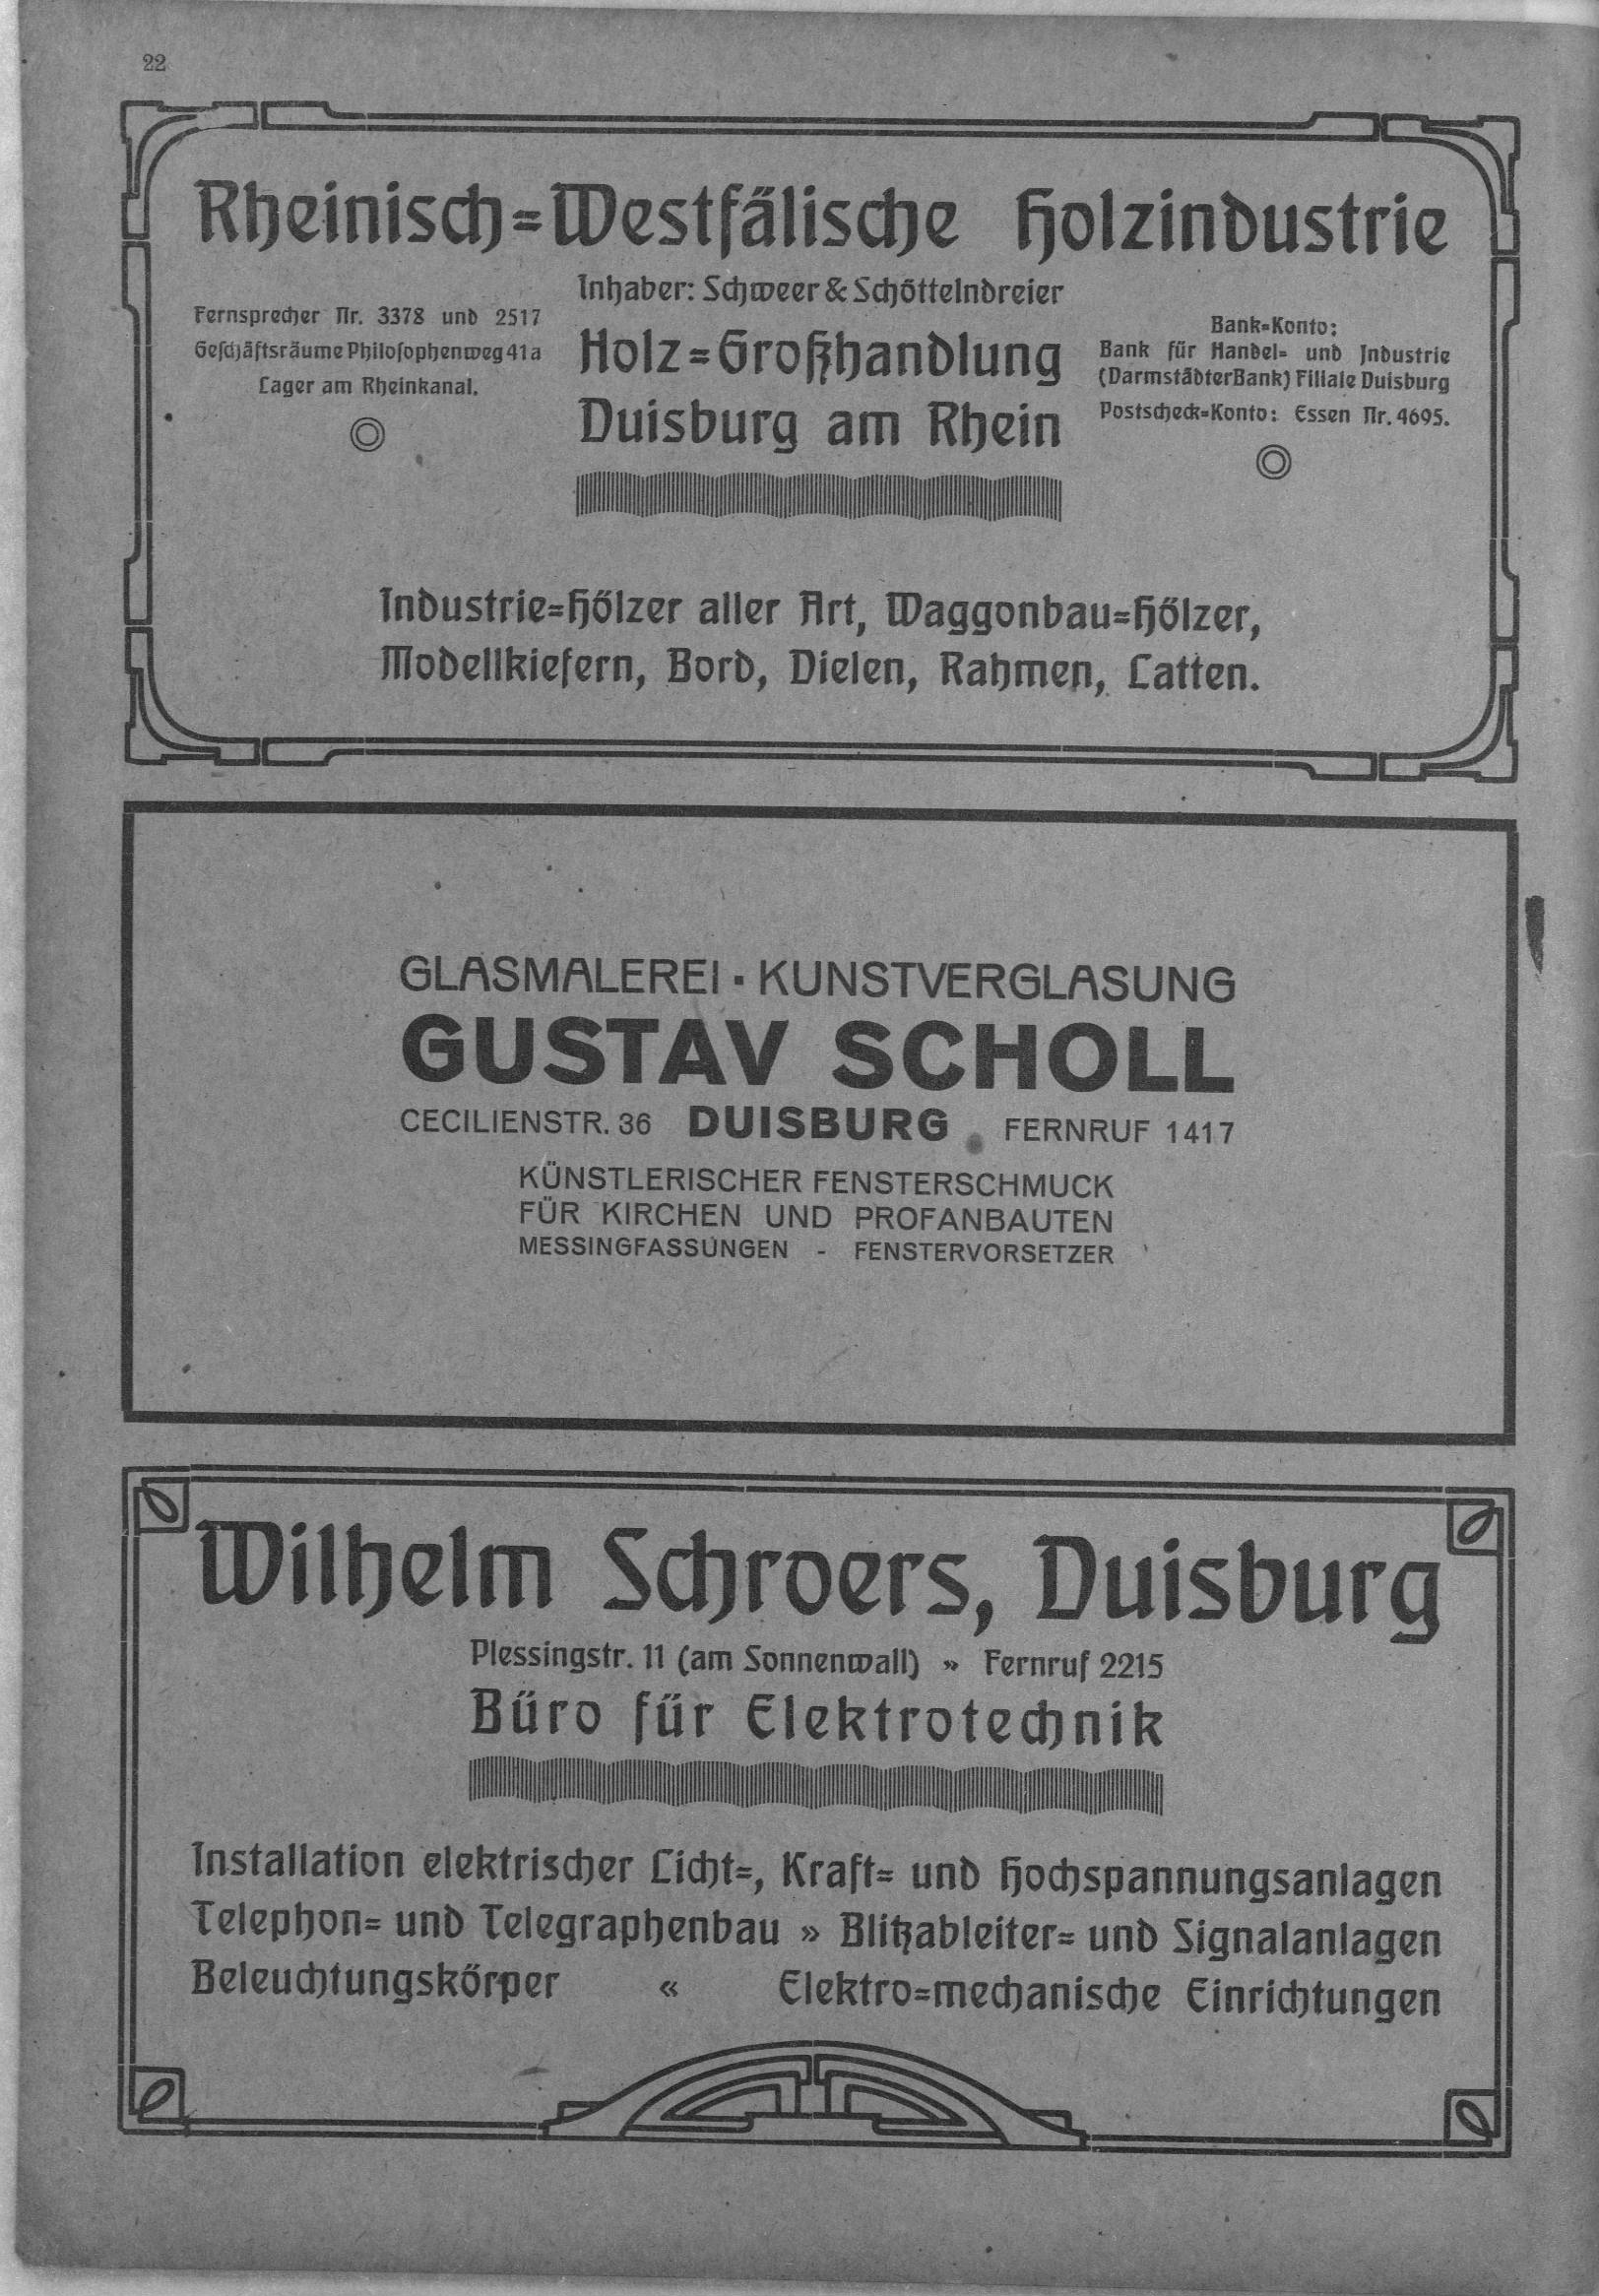 22
Rheinisch=Westfälische Holzindustrie
Inhaber: Schweer & Schöttelndreier
Fernsprecher Nr. 3378 und 2517
Geschäftsräume Philosophenweg 41a
Lager am Rheinkanal.
Holz=Großhandlung
Duisburg am Rhein
Bank=Konto:
Bank für Handel= und Industrie
(Darmstädter Bank) Filiale Duisburg
Postscheck=Konto: Essen Nr. 4695.
Industrie=Hölzer aller Art, Waggonbau=Hölzer,
Modellkiefern, Bord, Dielen, Rahmen, Latten.
GLASMALEREI · KUNSTVERGLASUNG
GUSTAV SCHOLL
CECILIENSTR. 36 DUISBURG FERNRUF 1417
KÜNSTLERISCHER FENSTERSCHMUCK
FÜR KIRCHEN UND PROFANBAUTEN
MESSINGFASSUNGEN - FENSTERVORSETZER
Wilhelm Schroers, Duisburg
Plessingstr. 11 (am Sonnenwall) » Fernruf 2215
Büro für Elektrotechnik
Installation elektrischer Licht=, Kraft= und Hochspannungsanlagen
Telephon= und Telegraphenbau » Blitzableiter= und Signalanlagen
Beleuchtungskörper « Elektro=mechanische Einrichtungen